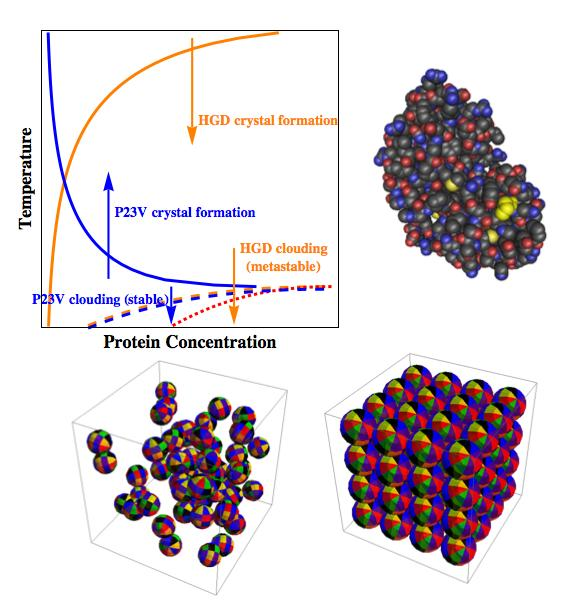 Temperature
HGD crystal formation
P23V crystal formation
HGD clouding
(metastable)
P23V clouding (stable)
Protein Concentration